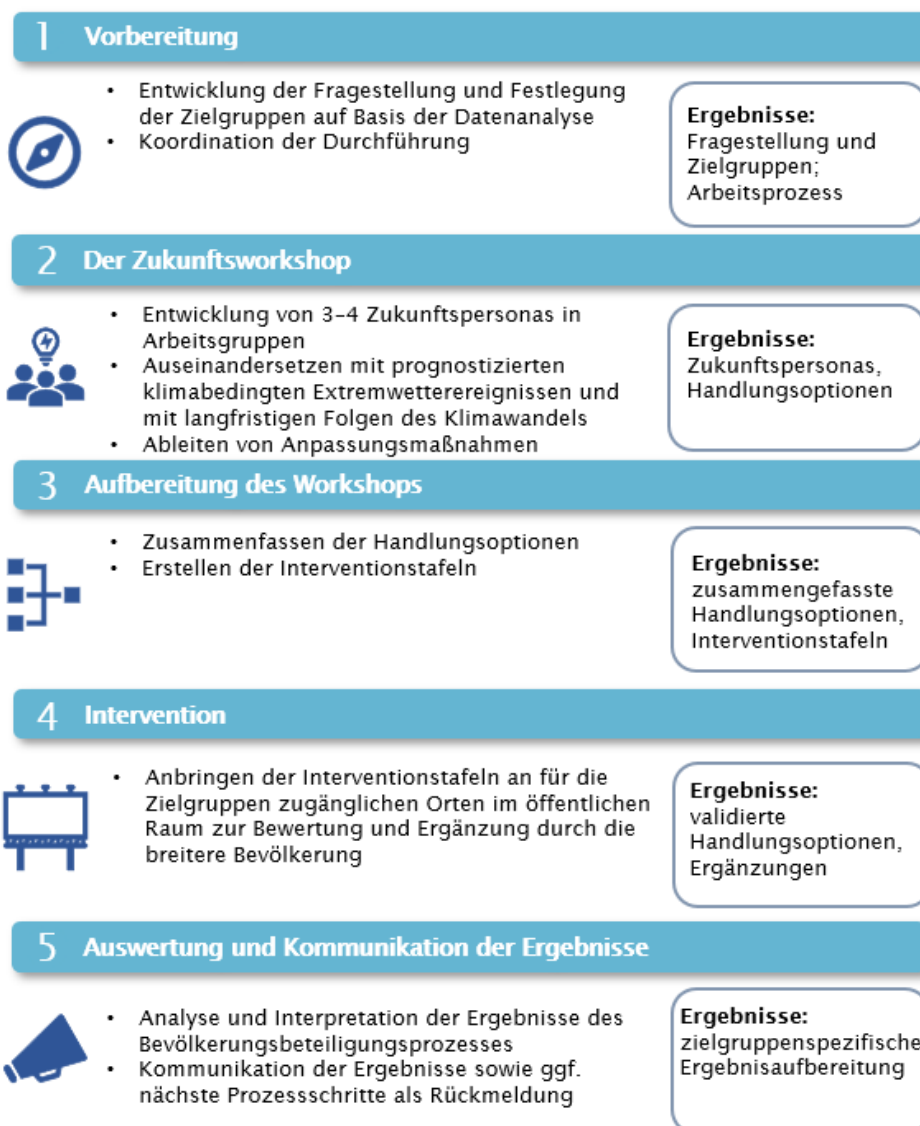 1 Vorbereitung
• Entwicklung der Fragestellung und Festlegung
der Zielgruppen auf Basis der Datenanalyse
• Koordination der Durchführung
Ergebnisse:
Fragestellung und
Zielgruppen;
Arbeitsprozess
2 Der Zukunftsworkshop
• Entwicklung von 3-4 Zukunftspersonas in
Arbeitsgruppen
• Auseinandersetzen mit prognostizierten
klimabedingten Extremwetterereignissen und
mit langfristigen Folgen des Klimawandels
• Ableiten von Anpassungsmaßnahmen
Ergebnisse:
Zukunftspersonas,
Handlungsoptionen
3 Aufbereitung des Workshops
• Zusammenfassen der Handlungsoptionen
• Erstellen der Interventionstafeln
Ergebnisse:
zusammengefasste
Handlungsoptionen,
Interventionstafeln
4 Intervention
• Anbringen der Interventionstafeln an für die
Zielgruppen zugänglichen Orten im öffentlichen
Raum zur Bewertung und Ergänzung durch die
breitere Bevölkerung
Ergebnisse:
validierte
Handlungsoptionen,
Ergänzungen
5 Auswertung und Kommunikation der Ergebnisse
• Analyse und Interpretation der Ergebnisse des
Bevölkerungsbeteiligungsprozesses
• Kommunikation der Ergebnisse sowie ggf.
nächste Prozessschritte als Rückmeldung
Ergebnisse:
zielgruppenspezifische
Ergebnisaufbereitung